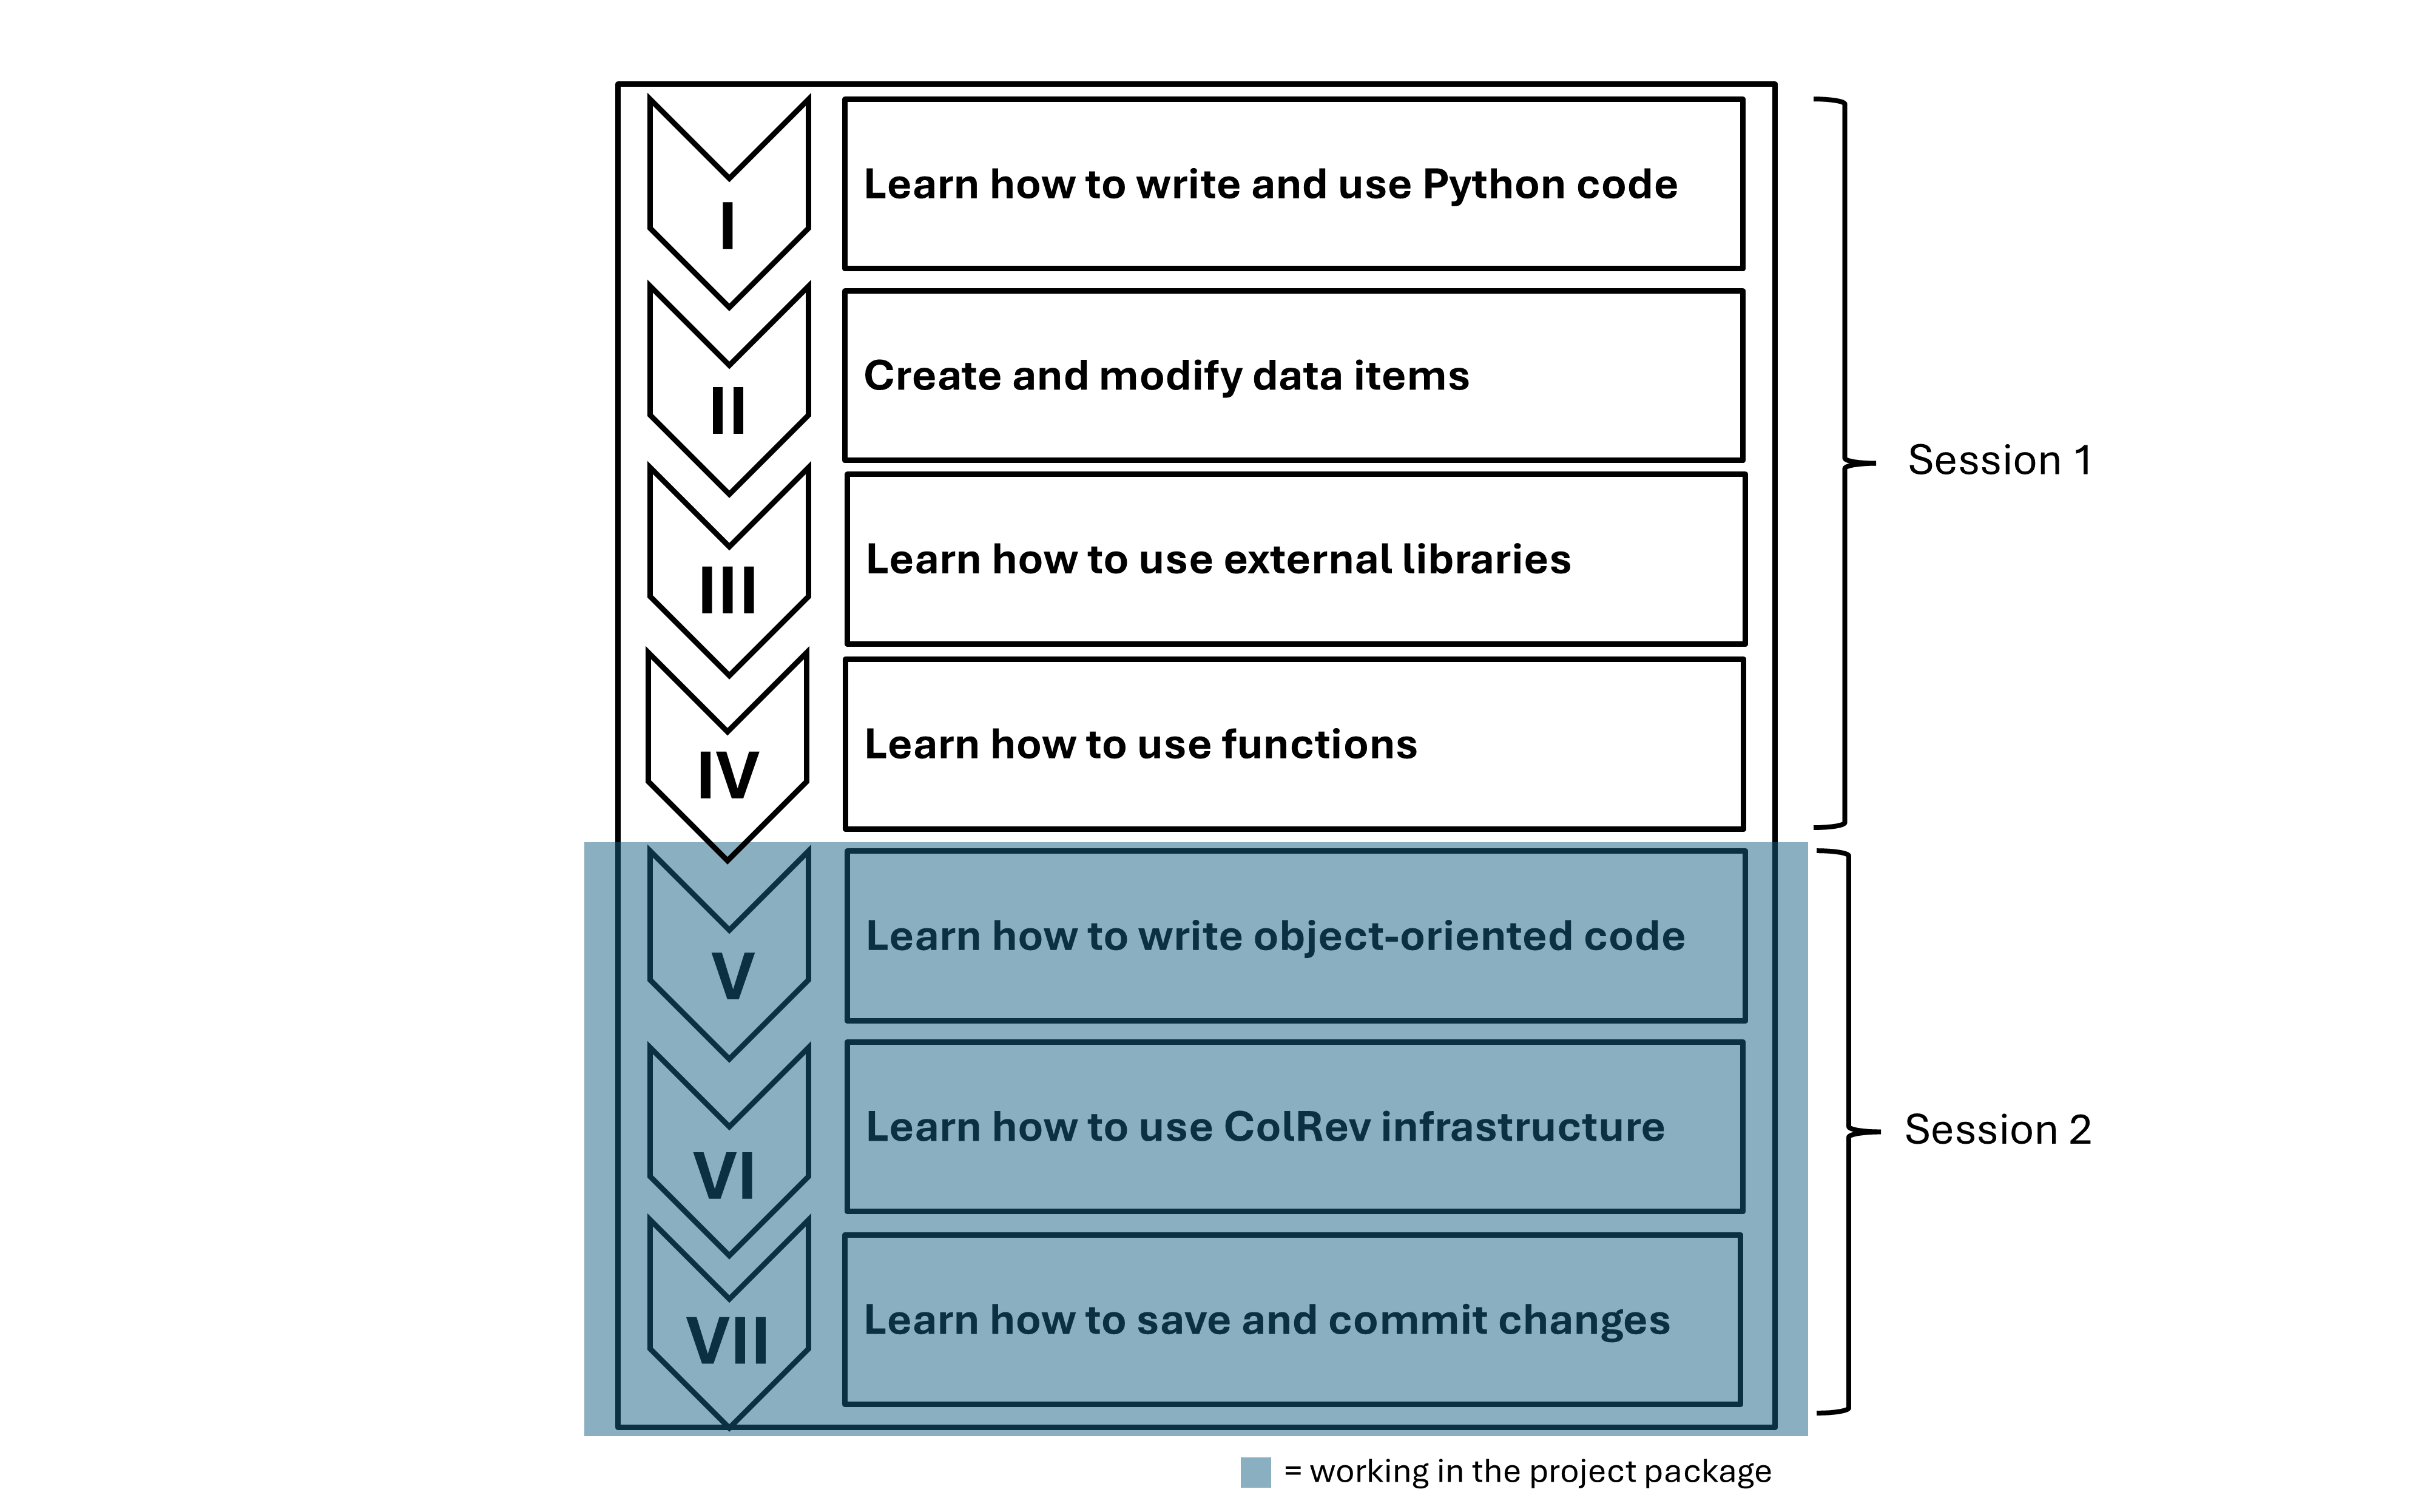 I
Learn how to write and use Python code
II
Create and modify data items
III
Learn how to use external libraries
IV
Learn how to use functions
Session 1
V
Learn how to write object-oriented code
VI
Learn how to use ColRev infrastructure
VII
Learn how to save and commit changes
Session 2
= working in the project package